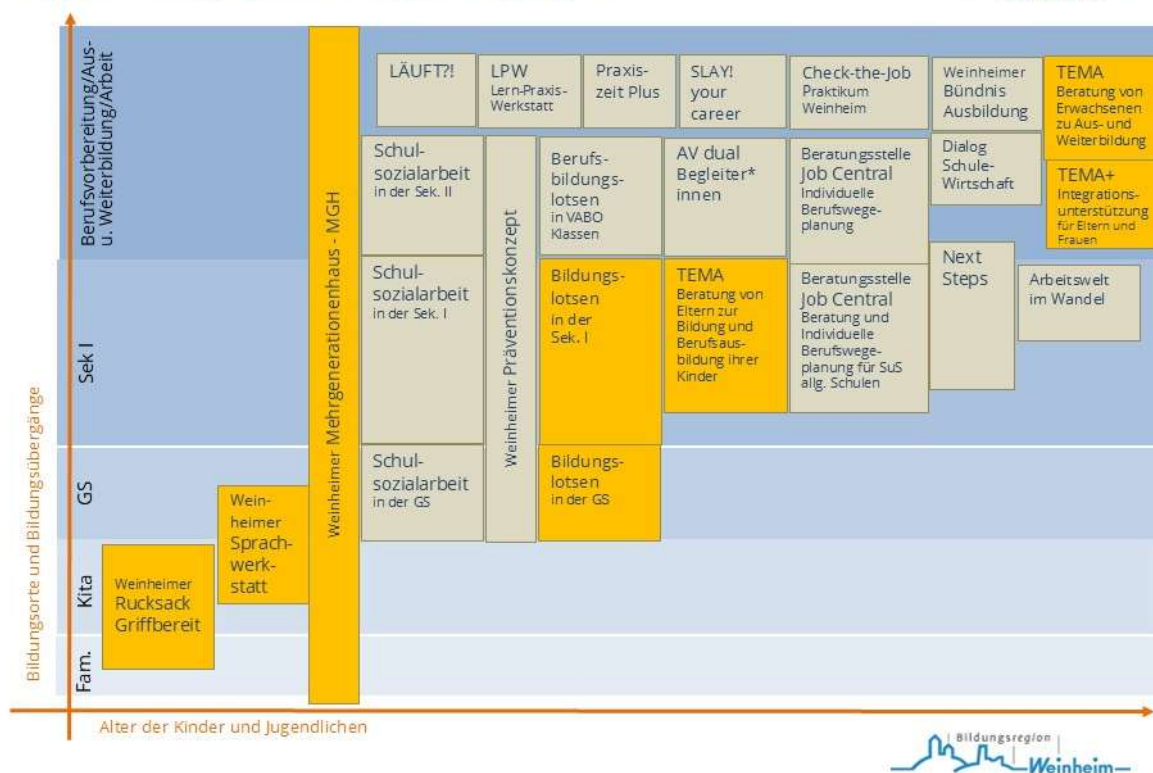 Berufsvorbereitung/Aus-
u. Weiterbildung/Arbeit
Sek I
GS
Kita
Fam.
Bildungsorte und Bildungsübergänge
Alter der Kinder und Jugendlichen
Weinheimer
Rucksack
Griffbereit
Wein-
heimer
Sprach-
werk-
statt
Weinheimer Mehrgenerationenhaus - MGH
LÄUFT?!
LPW
Lern-Praxis-
Werkstatt
Praxis-
zeit Plus
SLAY!
your
career
Check-the-Job
Praktikum
Weinheim
Weinheimer
Bündnis
Ausbildung
TEMA
Beratung von
Erwachsenen
zu Aus- und
Weiterbildung
Schul-
sozialarbeit
in der Sek. II
Weinheimer Präventionskonzept
Berufs-
bildungs-
lotsen
in VABO
Klassen
AV dual
Begleiter*
innen
Beratungsstelle
Job Central
Individuelle
Berufswege-
planung
Dialog
Schule-
Wirtschaft
TEMA+
Integrations-
unterstützung
für Eltern und
Frauen
Schul-
sozialarbeit
in der Sek. I
Bildungs-
lotsen
in der
Sek. I
TEMA
Beratung von
Eltern zur
Bildung und
Berufsaus-
bildung ihrer
Kinder
Beratungsstelle
Job Central
Beratung und
Individuelle
Berufswege-
planung für SuS
allg. Schulen
Next
Steps
Arbeitswelt
im Wandel
Schul-
sozialarbeit
in der GS
Bildungs-
lotsen
in der GS
Bildungsregion
Weinheim